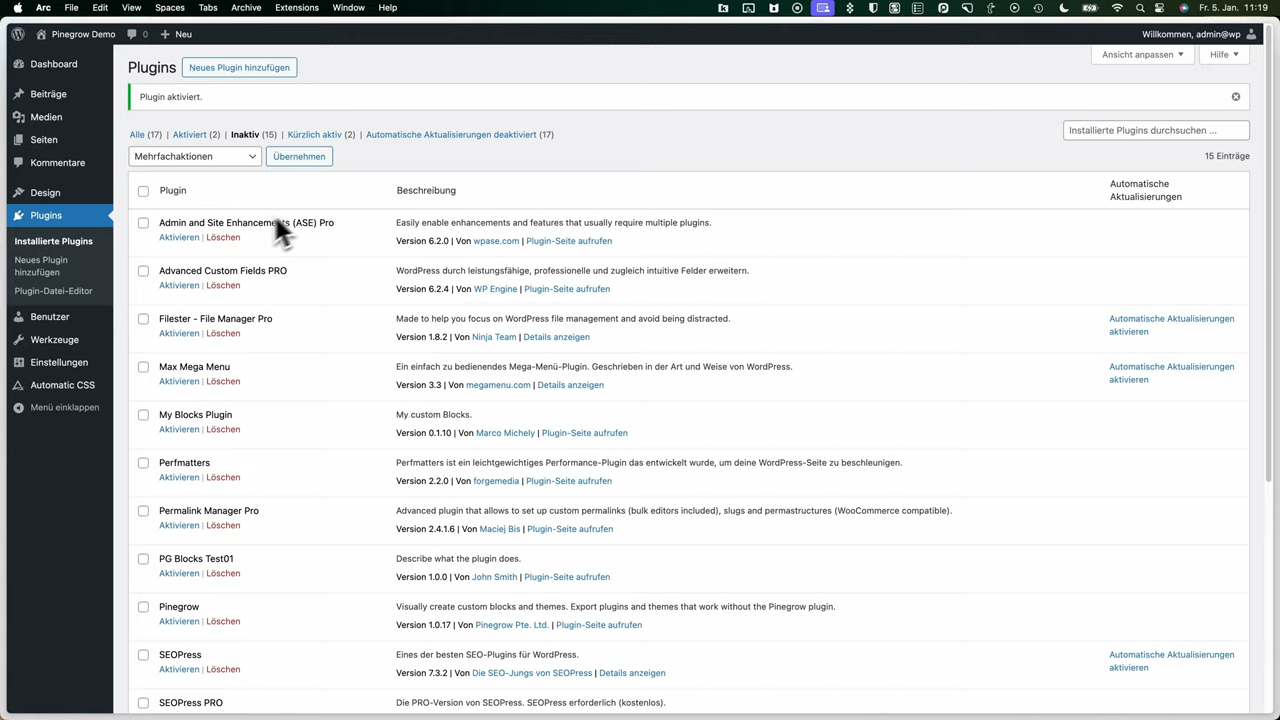 Arc File Edit View Spaces Tabs Archive Extensions Window Help Fr. 5. Jan. 11:19
Pinegrow Demo 0 Neu Willkommen, admin@wp
Dashboard
Beiträge
Medien
Seiten
Kommentare
Design
Plugins
Installierte Plugins
Neues Plugin
hinzufügen
Plugin-Datei-Editor
Benutzer
Werkzeuge
Einstellungen
Automatic CSS
Menü einklappen
Ansicht anpassen Hilfe
Plugins Neues Plugin hinzufügen
Plugin aktiviert.
Alle (17) | Aktiviert (2) | Inaktiv (15) | Kürzlich aktiv (2) | Automatische Aktualisierungen deaktiviert (17)
Installierte Plugins durchsuchen ...
Mehrfachaktionen Übernehmen
15 Einträge
Plugin Beschreibung Automatische
Aktualisierungen
Admin and Site Enhancements (ASE) Pro Easily enable enhancements and features that usually require multiple plugins.
Aktivieren | Löschen Version 6.2.0 | Von wpase.com | Plugin-Seite aufrufen
Advanced Custom Fields PRO WordPress durch leistungsfähige, professionelle und zugleich intuitive Felder erweitern.
Aktivieren | Löschen Version 6.2.4 | Von WP Engine | Plugin-Seite aufrufen
Filester - File Manager Pro Made to help you focus on WordPress file management and avoid being distracted. Automatische Aktualisierungen
aktivieren
Aktivieren | Löschen Version 1.8.2 | Von Ninja Team | Details anzeigen
Max Mega Menu Ein einfach zu bedienendes Mega-Menü-Plugin. Geschrieben in der Art und Weise von WordPress. Automatische Aktualisierungen
aktivieren
Aktivieren | Löschen Version 3.3 | Von megamenu.com | Details anzeigen
My Blocks Plugin My custom Blocks.
Aktivieren | Löschen Version 0.1.10 | Von Marco Michely | Plugin-Seite aufrufen
Perfmatters Perfmatters ist ein leichtgewichtiges Performance-Plugin das entwickelt wurde, um deine WordPress-Seite zu beschleunigen.
Aktivieren | Löschen Version 2.2.0 | Von forgemedia | Plugin-Seite aufrufen
Permalink Manager Pro Advanced plugin that allows to set up custom permalinks (bulk editors included), slugs and permastructures (WooCommerce compatible).
Aktivieren | Löschen Version 2.4.1.6 | Von Maciej Bis | Plugin-Seite aufrufen
PG Blocks Test01 Describe what the plugin does.
Aktivieren | Löschen Version 1.0.0 | Von John Smith | Plugin-Seite aufrufen
Pinegrow Visually create custom blocks and themes. Export plugins and themes that work without the Pinegrow plugin.
Aktivieren | Löschen Version 1.0.17 | Von Pinegrow Pte. Ltd. | Plugin-Seite aufrufen
SEOPress Eines der besten SEO-Plugins für WordPress. Automatische Aktualisierungen
aktivieren
Aktivieren | Löschen Version 7.3.2 | Von Die SEO-Jungs von SEOPress | Details anzeigen
SEOPress PRO Die PRO-Version von SEOPress. SEOPress erforderlich (kostenlos).